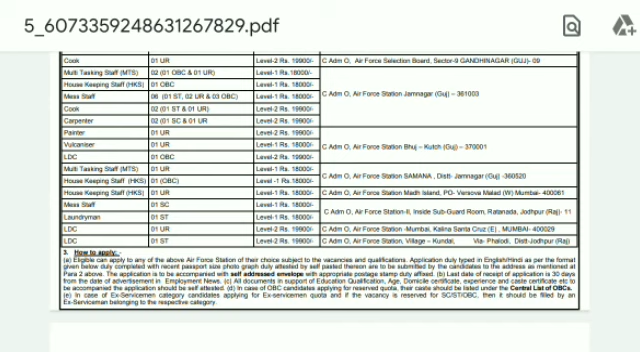 5_6073359248631267829.pdf
Cook 01 UR Level-2 Rs. 19900/- C Adm O, Air Force Selection Board, Sector-9 GANDHINAGAR (GUJ)- 09
Multi Tasking Staff (MTS) 02 (01 OBC & 01 UR) Level-1 Rs.18000/-
House Keeping Staff (HKS) 01 OBC Level-1 Rs. 18000/-
Mess Staff 06 (01 ST, 02 UR & 03 OBC) Level-1 Rs. 18000/- C Adm O, Air Force Station Jamnagar (Guj) – 361003
Cook 02 (01 ST & 01 UR) Level-2 Rs. 19900/-
Carpenter 02 (01 SC & 01 UR Level-2 Rs. 19900/-
Painter 01 UR Level-2 Rs. 19900/-
Vulcaniser 01 UR Level-1 Rs. 18000/- C Adm O, Air Force Station Bhuj – Kutch (Guj) – 370001
LDC 01 OBC Level-2 Rs. 19900/-
Multi Tasking Staff (MTS) 01 UR Level-1 Rs. 18000/- C Adm O, Air Force Station SAMANA , Distt- Jamnagar (Guj) -360520
House Keeping Staff (HKS) 01 (OBC) Level -1 Rs. 18000/-
House Keeping Staff (HKS) 01 UR Level-1 Rs. 18000/- C Adm O, Air Force Station Madh Island, PO- Versova Malad (W) Mumbai- 400061
Mess Staff 01 SC Level-1 Rs. 18000/- C Adm O, Air Force Station-II, Inside Sub-Guard Room, Ratanada, Jodhpur (Raj)- 11
Laundryman 01 ST Level-1 Rs. 18000/-
LDC 01 UR Level-2 Rs. 19900/- C Adm O, Air Force Station -Mumbai, Kalina Santa Cruz (E) , MUMBAI- 400029
LDC 01 ST Level-2 Rs. 19900/- C Adm O, Air Force Station, Village – Kundal, Via- Phalodi, Distt-Jodhpur (Raj)
3. How to apply: -
(a) Eligible can apply to any of the above Air Force Station of their choice subject to the vacancies and qualifications. Application duly typed in English/Hindi as per the format
given below duly completed with recent passport size photo graph duly attested by self pasted thereon are to be submitted by the candidates to the address as mentioned at
Para 2 above. The application is to be accompanied with self addressed envelope with appropriate postage stamp duly affixed. (b) Last date of receipt of application is 30 days
from the date of advertisement in Employment News. (c) All documents in support of Education Qualification, Age, Domicile certificate, experience and caste certificate etc to
be accompanied the application should be self attested. (d) In case of OBC candidates applying for reserved quota, their caste should be listed under the Central List of OBCs.
(e) In case of Ex-Servicemen category candidates applying for Ex-servicemen quota and if the vacancy is reserved for SC/ST/OBC, then it should be filled by an
Ex-Serviceman belonging to the respective category.